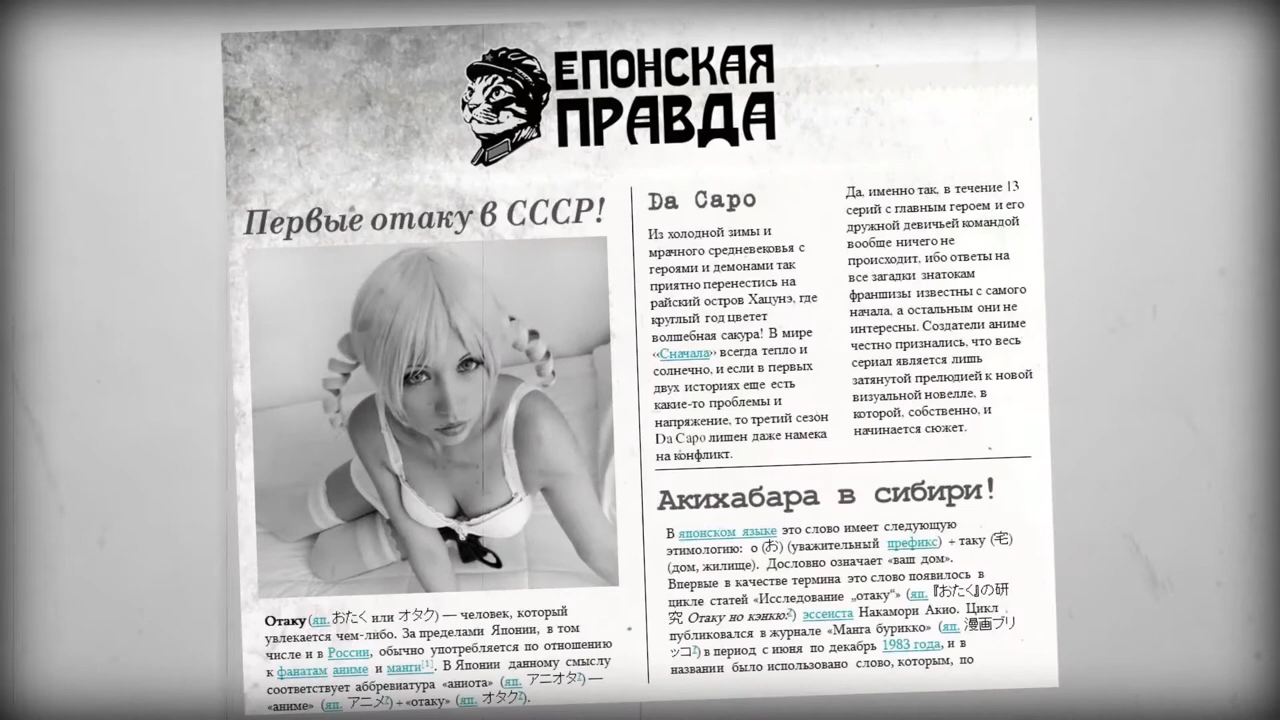 ЕПОНСКАЯ
ПРАВДА
Первые отаку в СССР!
Отаку (яп. おたく или オタク) — человек, который
увлекается чем-либо. За пределами Японии, в том
числе и в России, обычно употребляется по отношению
к фанатам аниме и манги[1]. В Японии данному смыслу
соответствует аббревиатура «аниота» (яп. アニオタ?) —
«аниме» (яп. アニメ?) + «отаку» (яп. オタク?).
Da Capo
Из холодной зимы и
мрачного средневековья с
героями и демонами так
приятно перенестись на
райский остров Хацунэ, где
круглый год цветет
волшебная сакура! В мире
«Сначала» всегда тепло и
солнечно, и если в первых
двух историях еще есть
какие-то проблемы и
напряжение, то третий сезон
Da Capo лишен даже намека
на конфликт.
Да, именно так, в течение 13
серий с главным героем и его
дружной девичьей командой
вообще ничего не
происходит, ибо ответы на
все загадки знатокам
франшизы известны с самого
начала, а остальным они не
интересны. Создатели аниме
честно признались, что весь
сериал является лишь
затянутой прелюдией к новой
визуальной новелле, в
которой, собственно, и
начинается сюжет.
Акихабара в сибири!
В японском языке это слово имеет следующую
этимологию: о (お) (уважительный префикс) + таку (宅)
(дом, жилище). Дословно означает «ваш дом».
Впервые в качестве термина это слово появилось в
цикле статей «Исследование „отаку“» (яп. 『おたく』の研
究 Отаку но кэнкю:?) эссеиста Накамори Акио. Цикл
публиковался в журнале «Манга бурикко» (яп. 漫画ブリ
ッコ?) в период с июня по декабрь 1983 года, и в
названии было использовано слово, которым, по